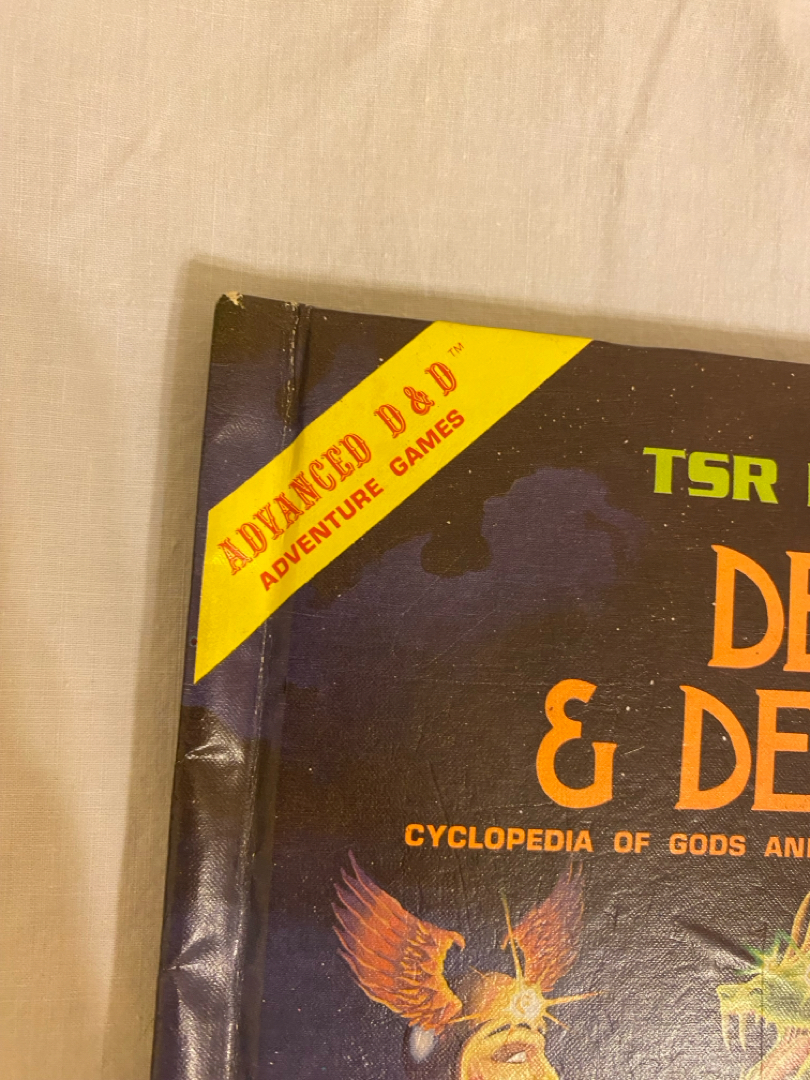 ADVANCED D&D™
ADVENTURE GAMES
TSR
DE
& DE
CYCLOPEDIA OF GODS AN